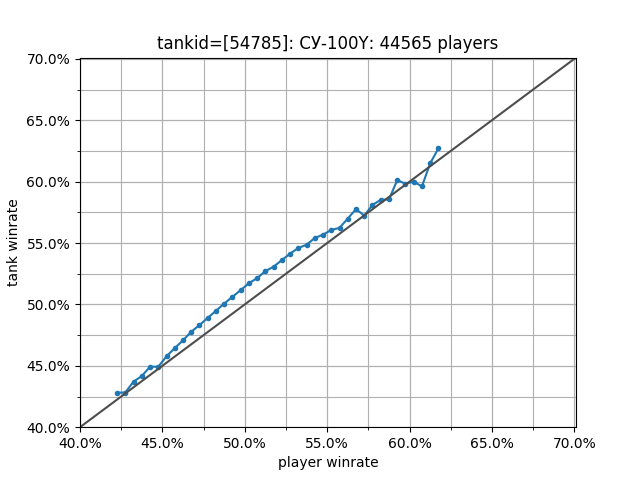 tankid=[54785]: СУ-100Y: 44565 players
70.0%
65.0%
60.0%
55.0%
50.0%
45.0%
40.0%
tank winrate
40.0% 45.0% 50.0% 55.0% 60.0% 65.0% 70.0%
player winrate